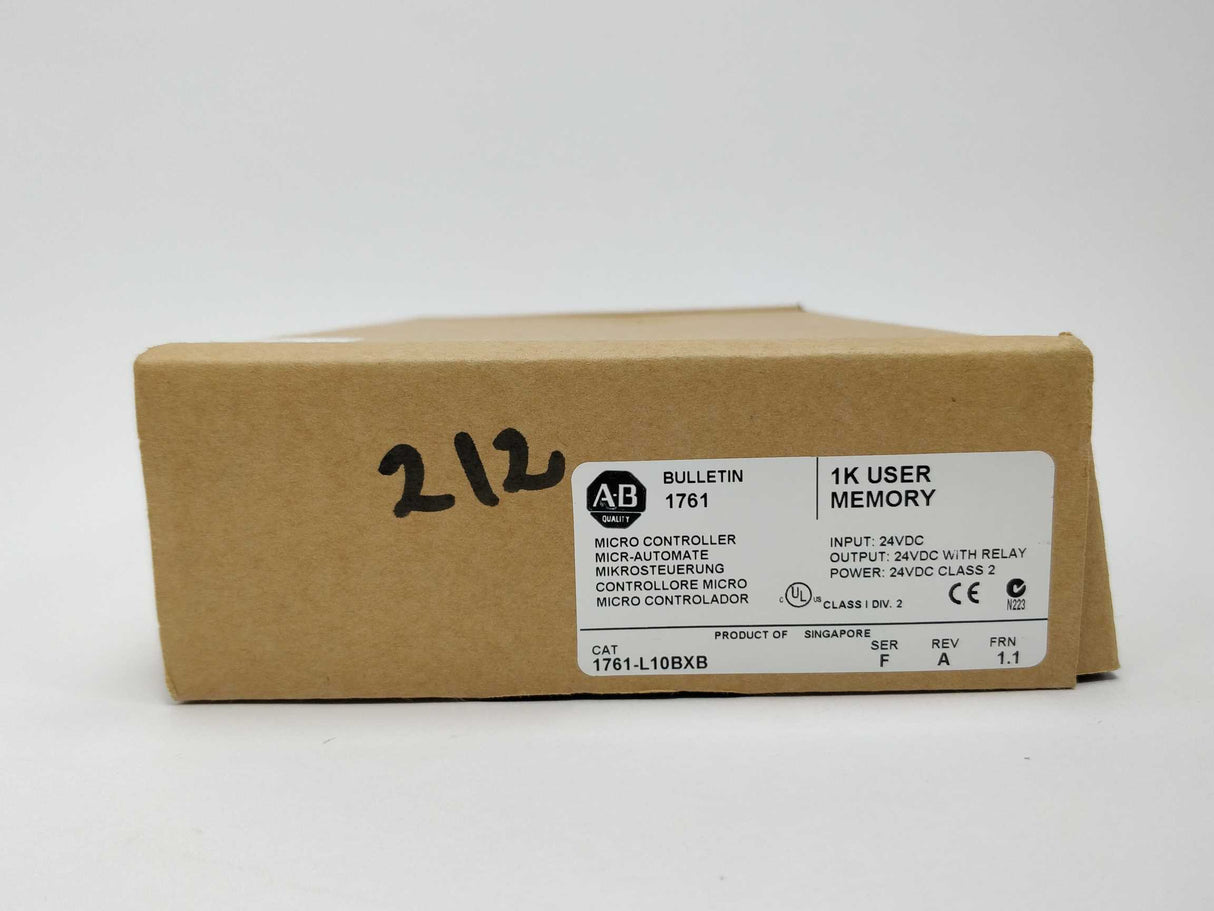 212
A-B
QUALITY
BULLETIN
1761
1K USER
MEMORY
MICRO CONTROLLER
MICR-AUTOMATE
MIKROSTEUERUNG
CONTROLLORE MICRO
MICRO CONTROLADOR
INPUT: 24VDC
OUTPUT: 24VDC WITH RELAY
POWER: 24VDC CLASS 2
c UL us CLASS I DIV. 2
CE
N223
PRODUCT OF SINGAPORE
CAT
1761-L10BXB
SER
F
REV
A
FRN
1.1